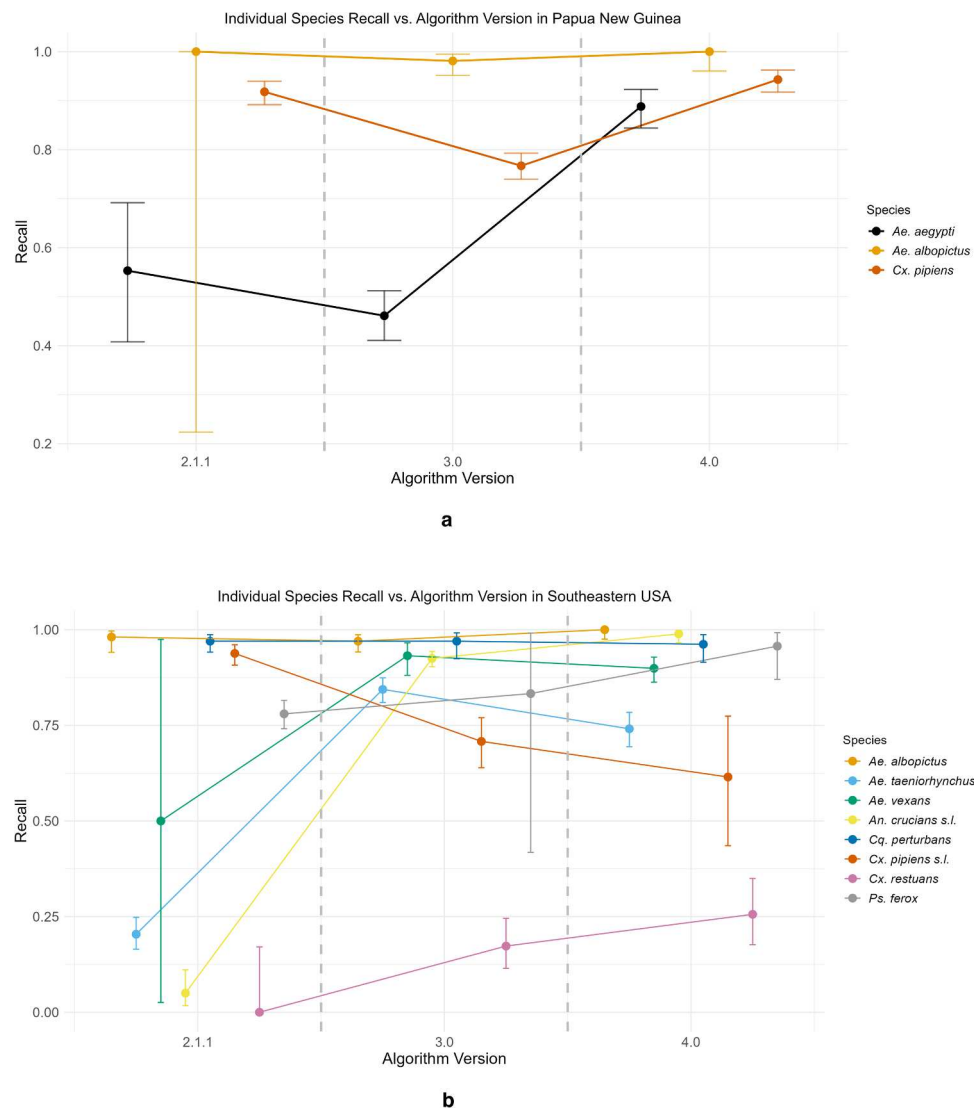 Individual Species Recall vs. Algorithm Version in Papua New Guinea
1.0
0.8
0.6
0.4
0.2
Recall
2.1.1
3.0
4.0
Algorithm Version
Species
Ae. aegypti
Ae. albopictus
Cx. pipiens
a
Individual Species Recall vs. Algorithm Version in Southeastern USA
1.00
0.75
0.50
0.25
0.00
Recall
2.1.1
3.0
4.0
Algorithm Version
Species
Ae. albopictus
Ae. taeniorhynchus
Ae. vexans
An. crucians s.l.
Cq. perturbans
Cx. pipiens s.l.
Cx. restuans
Ps. ferox
b